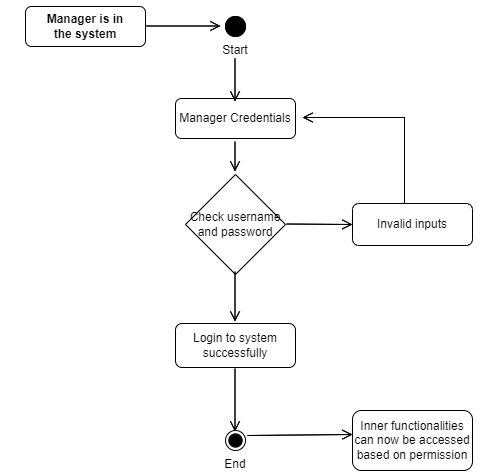 Manager is in
the system
Start
Manager Credentials
Check username
and password
Invalid inputs
Login to system
successfully
End
Inner functionalities
can now be accessed
based on permission